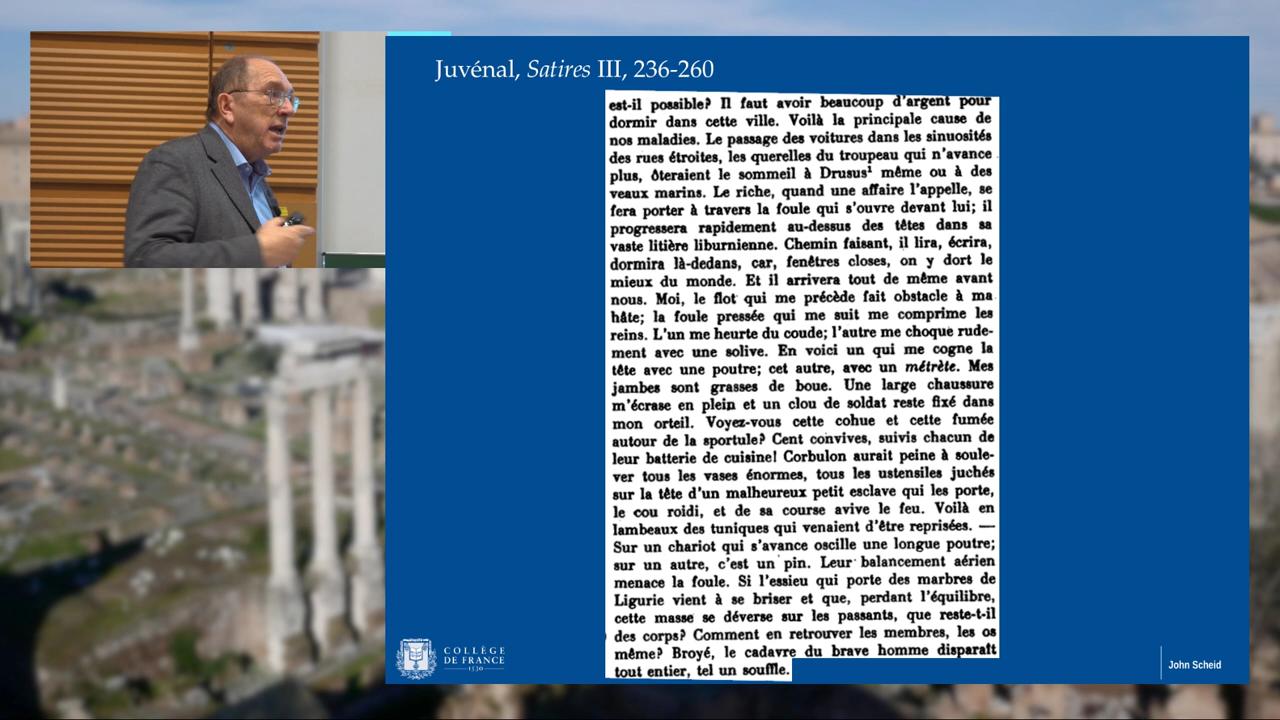 Juvénal, Satires III, 236-260
est-il possible? Il faut avoir beaucoup d'argent pour
dormir dans cette ville. Voilà la principale cause de
nos maladies. Le passage des voitures dans les sinuosités
des rues étroites, les querelles du troupeau qui n'avance
plus, ôteraient le sommeil à Drusus¹ même ou à des
veaux marins. Le riche, quand une affaire l'appelle, se
fera porter à travers la foule qui s'ouvre devant lui; il
progressera rapidement au-dessus des têtes dans sa
vaste litière liburnienne. Chemin faisant, il lira, écrira,
dormira là-dedans, car, fenêtres closes, on y dort le
mieux du monde. Et il arrivera tout de même avant
nous. Moi, le flot qui me précède fait obstacle à ma
hâte; la foule pressée qui me suit me comprime les
reins. L'un me heurte du coude; l'autre me choque rude-
ment avec une solive. En voici un qui me cogne la
tête avec une poutre; cet autre, avec un métrète. Mes
jambes sont grasses de boue. Une large chaussure
m'écrase en plein et un clou de soldat reste fixé dans
mon orteil. Voyez-vous cette cohue et cette fumée
autour de la sportule? Cent convives, suivis chacun de
leur batterie de cuisine! Corbulon aurait peine à soule-
ver tous les vases énormes, tous les ustensiles juchés
sur la tête d'un malheureux petit esclave qui les porte,
le cou roidi, et de sa course avive le feu. Voilà en
lambeaux des tuniques qui venaient d'être reprisées. —
Sur un chariot qui s'avance oscille une longue poutre;
sur un autre, c'est un pin. Leur balancement aérien
menace la foule. Si l'essieu qui porte des marbres de
Ligurie vient à se briser et que, perdant l'équilibre,
cette masse se déverse sur les passants, que reste-t-il
des corps? Comment en retrouver les membres, les os
même? Broyé, le cadavre du brave homme disparaît
tout entier, tel un souffle.
COLLÈGE
DE FRANCE
1530
John Scheid